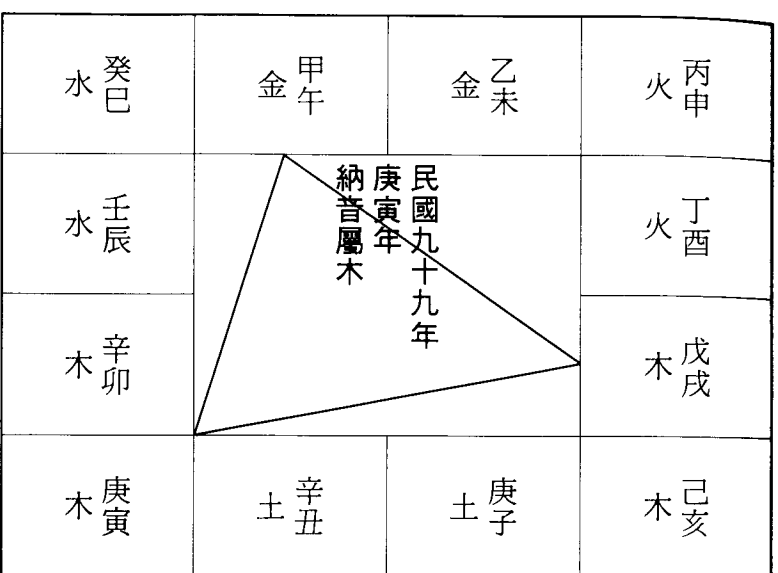 癸巳
水
甲午
金
乙未
金
丙申
火
壬辰
水
民國九十九年
庚寅年
納音屬木
丁酉
火
辛卯
木
戊戌
木
庚寅
木
辛丑
土
庚子
土
己亥
木